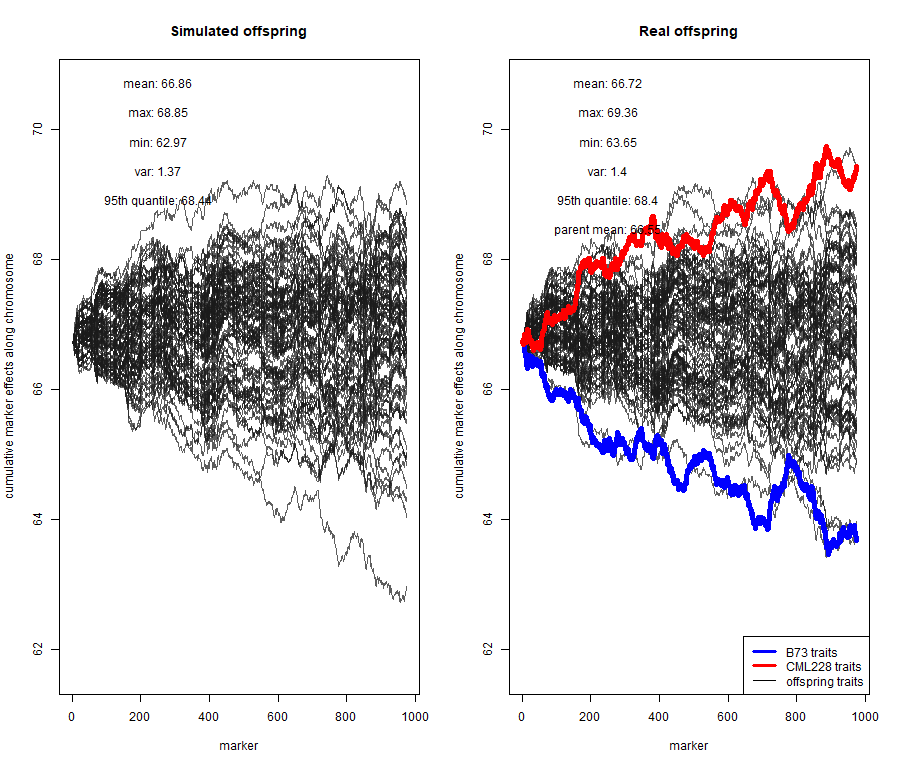 Simulated offspring
mean: 66.86
max: 68.85
min: 62.97
var: 1.37
95th quantile: 68.44
cumulative marker effects along chromosome
70
68
66
64
62
0 200 400 600 800 1000
marker
Real offspring
mean: 66.72
max: 69.36
min: 63.65
var: 1.4
95th quantile: 68.4
parent mean:
cumulative marker effects along chromosome
70
68
66
64
62
B73 traits
CML228 traits
offspring traits
0 200 400 600 800 1000
marker